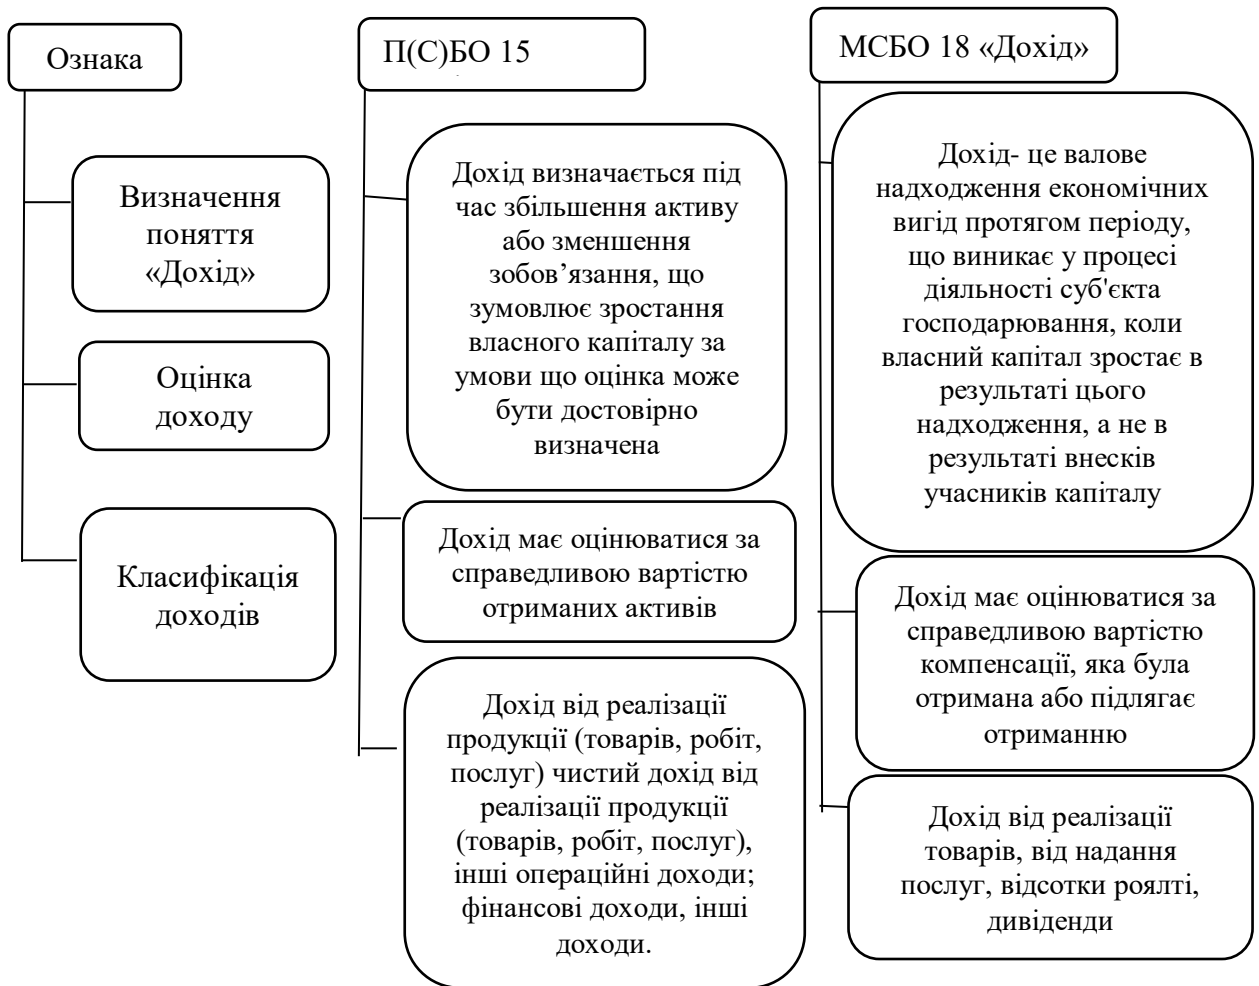 Ознака
Визначення
поняття
«Дохід»
Оцінка
доходу
Класифікація
доходів
П(С)БО 15
Дохід визначається під
час збільшення активу
або зменшення
зобов’язання, що
зумовлює зростання
власного капіталу за
умови що оцінка може
бути достовірно
визначена
Дохід має оцінюватися за
справедливою вартістю
отриманих активів
Дохід від реалізації
продукції (товарів, робіт,
послуг) чистий дохід від
реалізації продукції
(товарів, робіт, послуг),
інші операційні доходи;
фінансові доходи, інші
доходи.
МСБО 18 «Дохід»
Дохід- це валове
надходження економічних
вигід протягом періоду,
що виникає у процесі
діяльності суб'єкта
господарювання, коли
власний капітал зростає в
результаті цього
надходження, а не в
результаті внесків
учасників капіталу
Дохід має оцінюватися за
справедливою вартістю
компенсації, яка була
отримана або підлягає
отриманню
Дохід від реалізації
товарів, від надання
послуг, відсотки роялті,
дивіденди